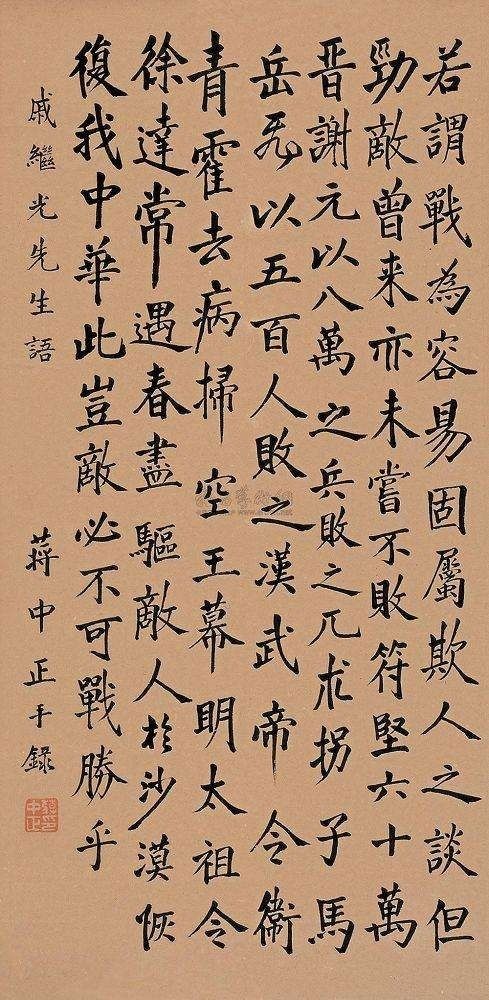 若謂戰為容易固屬欺人之談但
勁敵曾来亦未嘗不敗符堅六十萬
晋謝元以八萬之兵敗之兀朮拐子馬
岳飛以五百人敗之漢武帝令衛
青霍去病掃空王幕明太祖令
徐達常遇春盡驅敵人於沙漠恢
復我中華此豈敵必不可戰勝乎
戚繼光先生語
蔣中正手錄